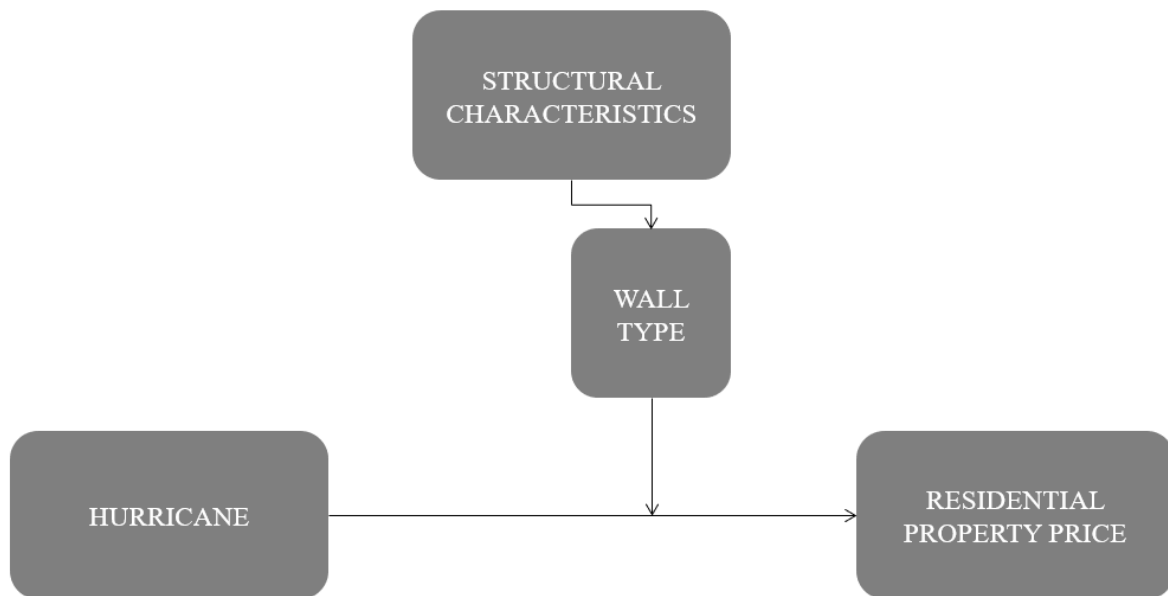 STRUCTURAL
CHARACTERISTICS
WALL
TYPE
HURRICANE
RESIDENTIAL
PROPERTY PRICE